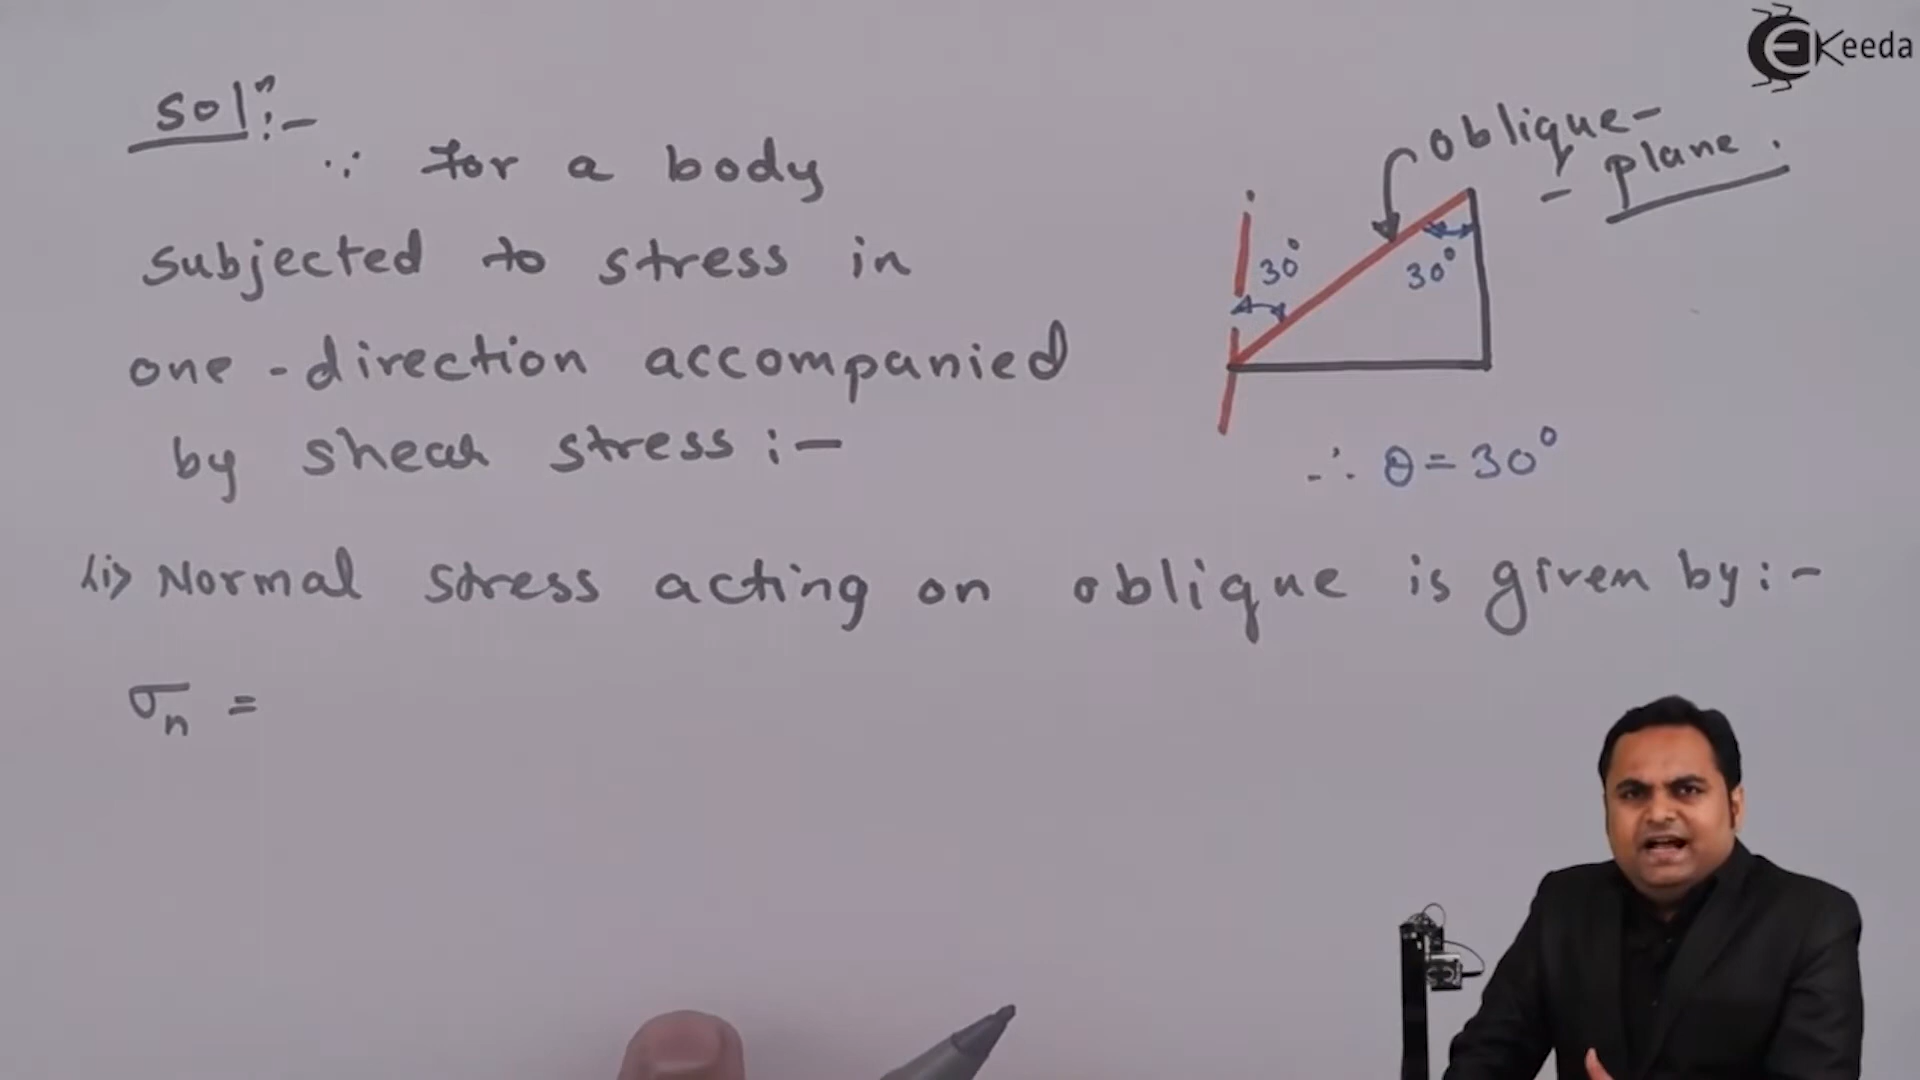 Ekeeda
Solⁿ:-
∵ for a body
subjected to stress in
one-direction accompanied
by shear stress :-
oblique-
- plane.
30°
30°
∴ θ = 30°
(i) Normal stress acting on oblique is given by :-
σn =